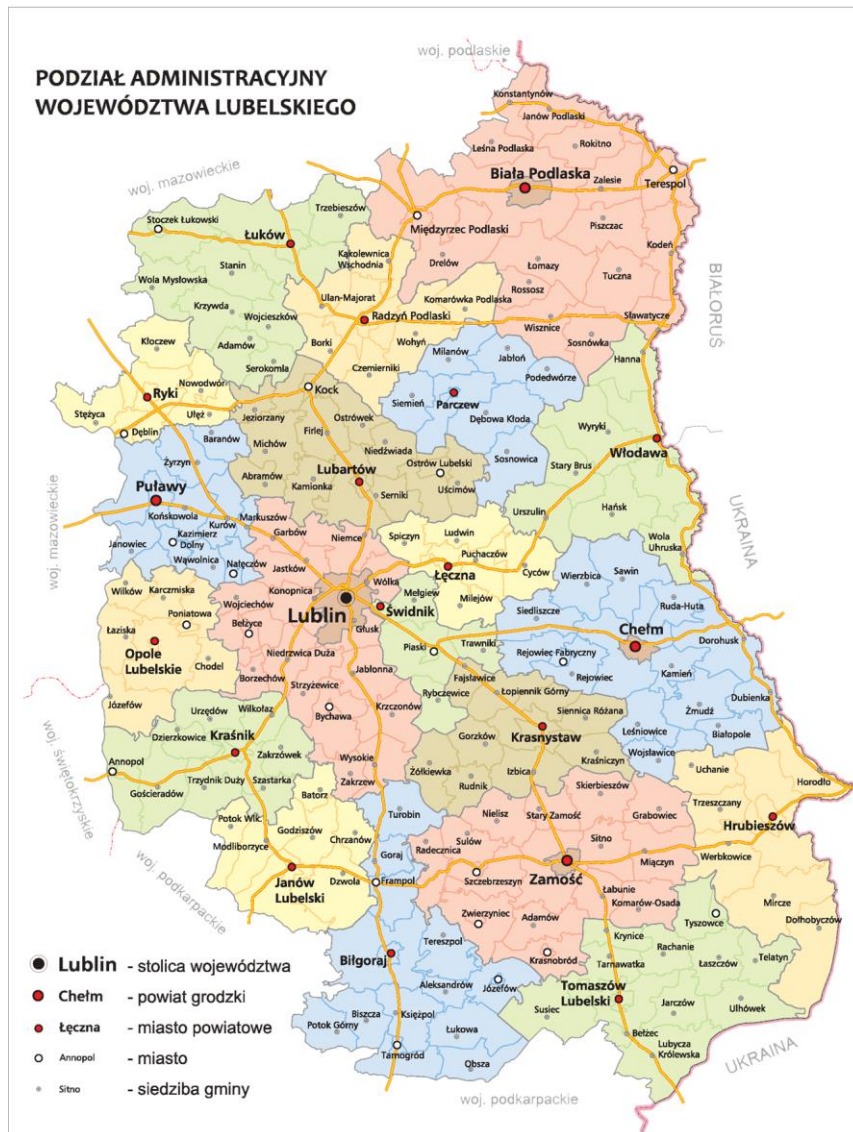 woj. podlaskie
PODZIAŁ ADMINISTRACYJNY
WOJEWÓDZTWA LUBELSKIEGO
Konstantynów
Janów Podlaski
Leśna Podlaska
Rokitno
Biała Podlaska
Zalesie
Terespol
woj. mazowieckie
Trzebieszów
Stoczek Łukowski
Łuków
Międzyrzec Podlaski
Piszczac
Kodeń
Kąkolewnica
Wschodnia
Drelów
Łomazy
Stanin
Wola Mysłowska
Rossosz
Tuczna
BIAŁORUŚ
Ulan-Majorat
Komarówka Podlaska
Krzywda
Wojcieszków
Radzyń Podlaski
Wisznice
Sławatycze
Kłoczew
Adamów
Borki
Wohyń
Sosnówka
Serokomla
Czemierniki
Milanów
Jabłoń
Hanna
Podedwórze
Nowodwór
Ryki
Kock
Siemień
Parczew
Stężyca
Ułęż
Jeziorzany
Ostrówek
Dębowa Kłoda
Dęblin
Baranów
Firlej
Wyryki
Michów
Niedźwiada
Włodawa
Żyrzyn
Lubartów
Ostrów Lubelski
Sosnowica
Stary Brus
Abramów
Kamionka
Uścimów
Puławy
Serniki
Hańsk
Końskowola
Markuszów
Urszulin
UKRAINA
Kurów
Garbów
Niemce
Spiczyn
Ludwin
Wola
Uhruska
woj. mazowieckie
Janowiec
Kazimierz
Dolny
Puchaczów
Wąwolnica
Nałęczów
Jastków
Łęczna
Cyców
Wierzbica
Sawin
Wilków
Karczmiska
Konopnica
Wólka
Mełgiew
Milejów
Siedliszcze
Ruda-Huta
Wojciechów
Lublin
Świdnik
Poniatowa
Łaziska
Bełżyce
Głusk
Chełm
Dorohusk
Opole
Lubelskie
Niedrzwica Duża
Piaski
Trawniki
Rejowiec Fabryczny
Chodel
Jabłonna
Fajsławice
Rejowiec
Kamień
Borzechów
Strzyżewice
Rybczewice
Łopiennik Górny
Dubienka
Józefów
Urzędów
Wilkołaz
Bychawa
Krzczonów
Siennica Różana
Żmudź
Dzierzkowice
Kraśnik
Krasnystaw
Leśniowice
Białopole
woj. świętokrzyskie
Zakrzówek
Gorzków
Wojsławice
Annopol
Wysokie
Kraśniczyn
Uchanie
Trzydnik Duży
Szastarka
Żółkiewka
Izbica
Gościeradów
Zakrzew
Rudnik
Horodło
Batorz
Skierbieszów
Trzeszczany
Turobin
Nielisz
Stary Zamość
Grabowiec
Potok Wlk.
Godziszów
Hrubieszów
Modliborzyce
Chrzanów
Goraj
Radecznica
Sułów
Sitno
Miączyn
Werbkowice
woj. podkarpackie
Janów
Lubelski
Dzwola
Frampol
Szczebrzeszyn
Zamość
Łabunie
Zwierzyniec
Adamów
Komarów-Osada
Tyszowce
Mircze
Dołhobyczów
Krynice
Tereszpol
Rachanie
Biłgoraj
Krasnobród
Tarnawatka
Łaszczów
Telatyn
Aleksandrów
Józefów
Tomaszów
Lubelski
Susiec
Jarczów
Ulhówek
Biszcza
Księżpol
Potok Górny
Łukowa
Bełżec
Lubycza
Królewska
Tarnogród
Obsza
UKRAINA
woj. podkarpackie
Lublin - stolica województwa
Chełm - powiat grodzki
Łęczna - miasto powiatowe
Annopol - miasto
Sitno - siedziba gminy